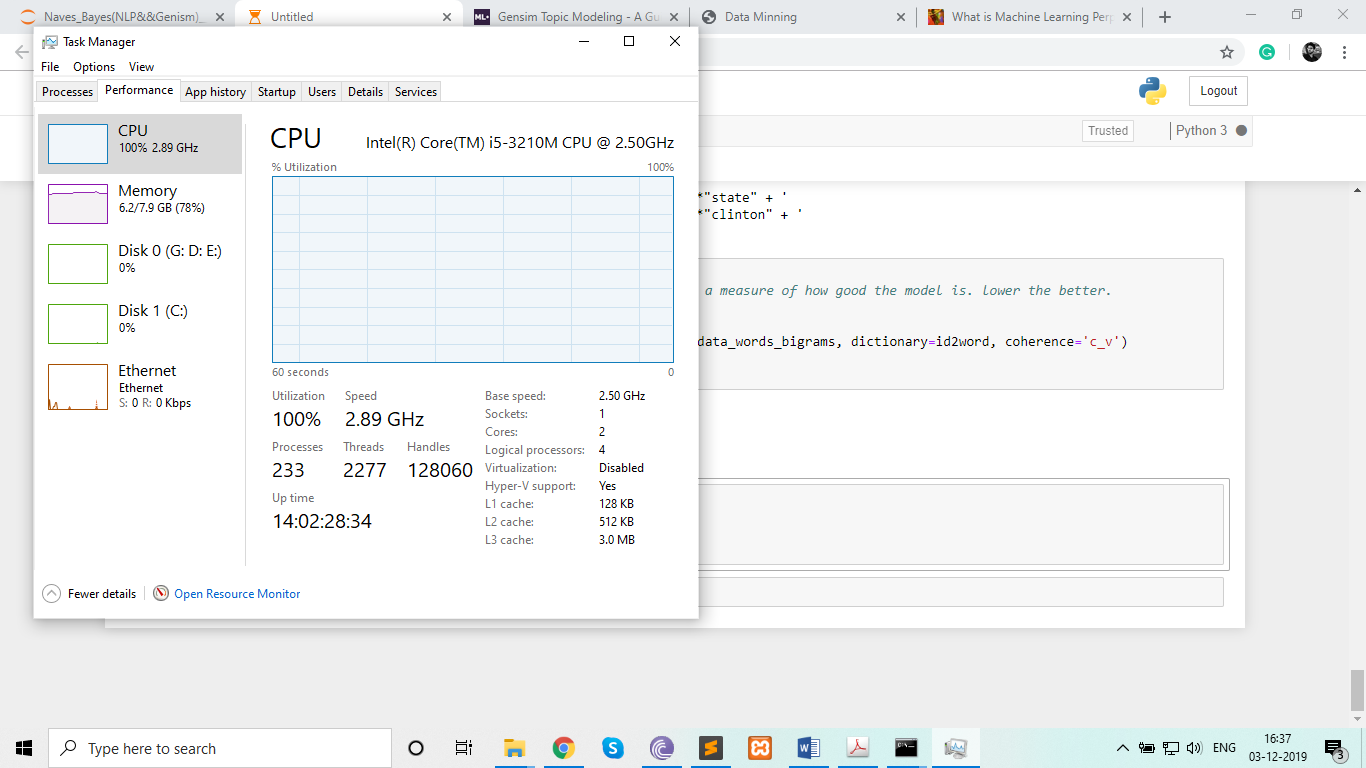 Naves_Bayes(NLP&&Genism)_
Untitled
Gensim Topic Modeling - A Gu
Data Minning
What is Machine Learning Perp
Task Manager
File Options View
Processes Performance App history Startup Users Details Services
Logout
Trusted
Python 3
CPU
100% 2.89 GHz
Memory
6.2/7.9 GB (78%)
Disk 0 (G: D: E:)
0%
Disk 1 (C:)
0%
Ethernet
Ethernet
S: 0 R: 0 Kbps
CPU
Intel(R) Core(TM) i5-3210M CPU @ 2.50GHz
% Utilization 100%
60 seconds 0
Utilization Speed
100% 2.89 GHz
Processes Threads Handles
233 2277 128060
Up time
14:02:28:34
Base speed: 2.50 GHz
Sockets: 1
Cores: 2
Logical processors: 4
Virtualization: Disabled
Hyper-V support: Yes
L1 cache: 128 KB
L2 cache: 512 KB
L3 cache: 3.0 MB
Fewer details
Open Resource Monitor
*"state" + '
*"clinton" + '
a measure of how good the model is. lower the better.
data_words_bigrams, dictionary=id2word, coherence='c_v')
Type here to search
ENG
16:37
03-12-2019
3